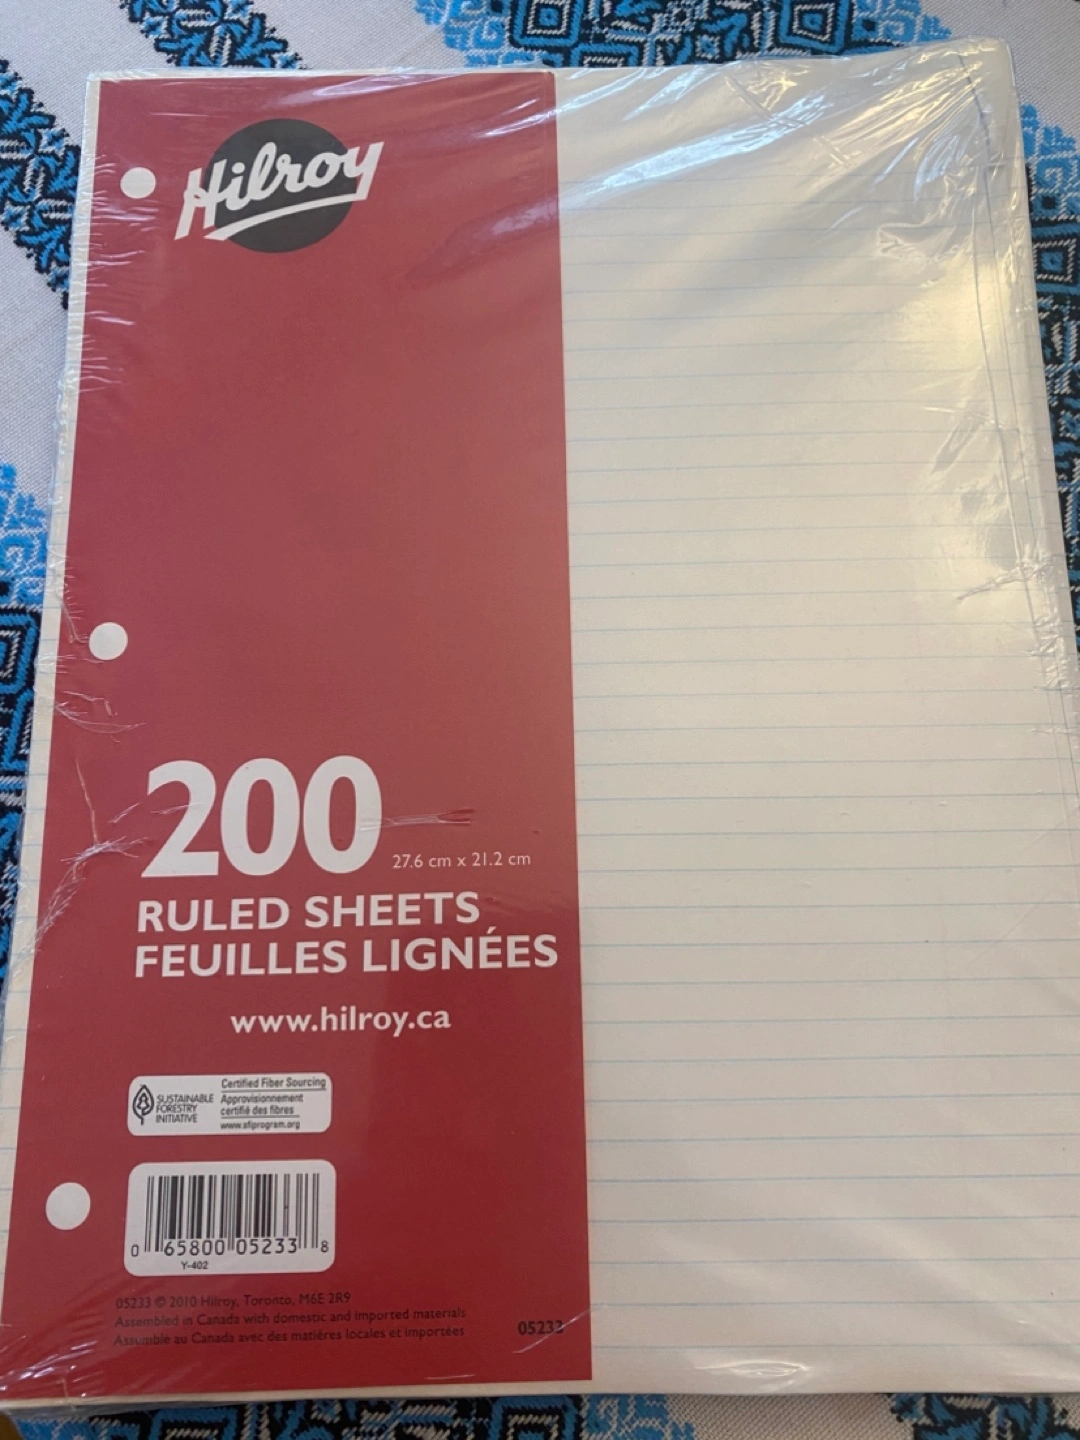 Hilroy
200
27.6 cm x 21.2 cm
RULED SHEETS
FEUILLES LIGNÉES
www.hilroy.ca
SUSTAINABLE
FORESTRY
INITIATIVE
Certified Fiber Sourcing
Approvisionnement
certifié des fibres
www.sfiprogram.org
0 65800 05233 8
Y-402
05233 © 2010 Hilroy, Toronto, M6E 2R9
Assembled in Canada with domestic and imported materials
Assemblé au Canada avec des matières locales et importées
05233